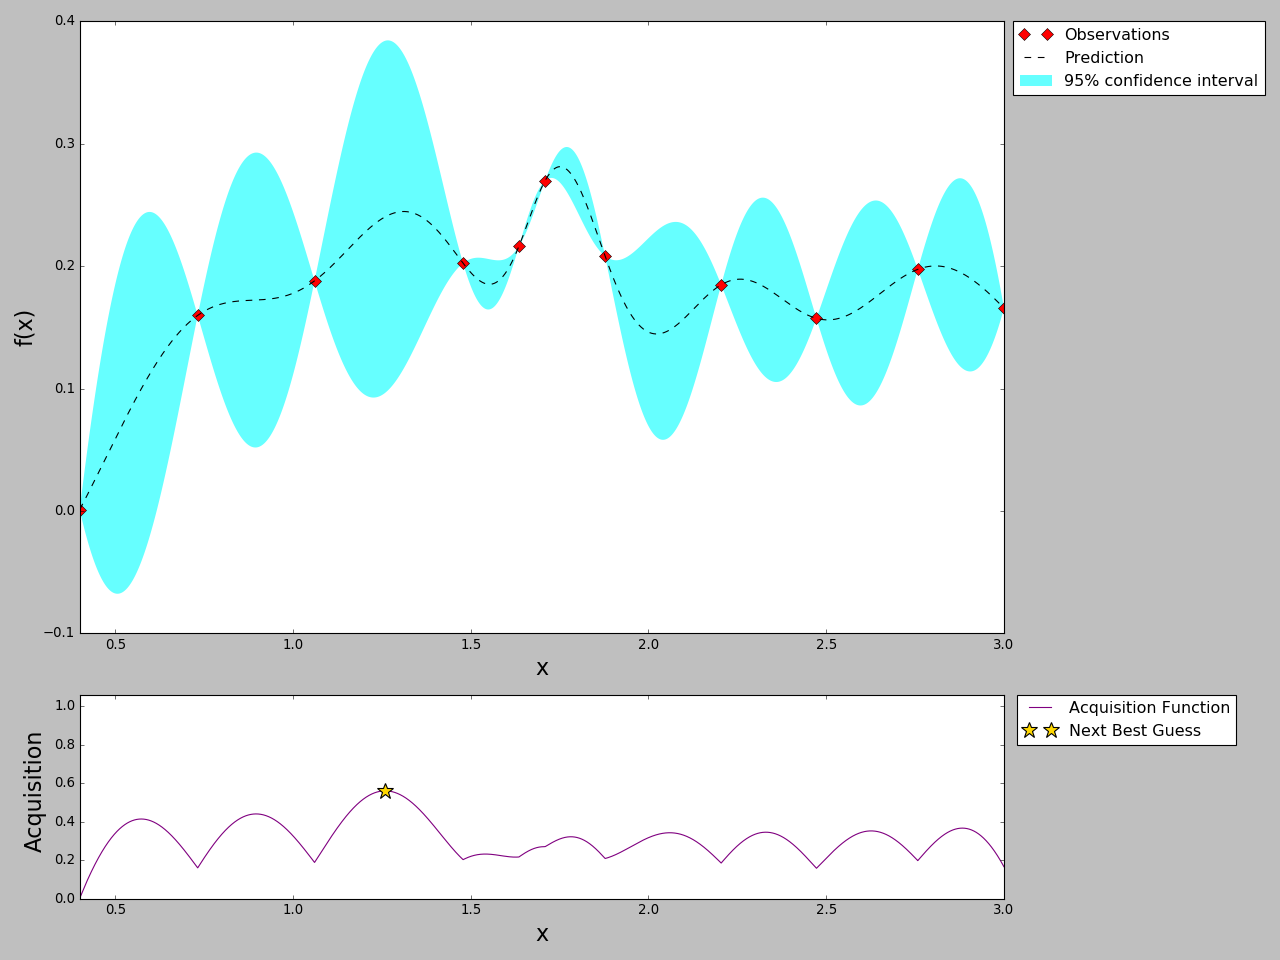 0.4
0.3
0.2
0.1
0.0
−0.1
f(x)
0.5 1.0 1.5 2.0 2.5 3.0
x
Observations
Prediction
95% confidence interval
1.0
0.8
0.6
0.4
0.2
0.0
Acquisition
0.5 1.0 1.5 2.0 2.5 3.0
x
Acquisition Function
Next Best Guess